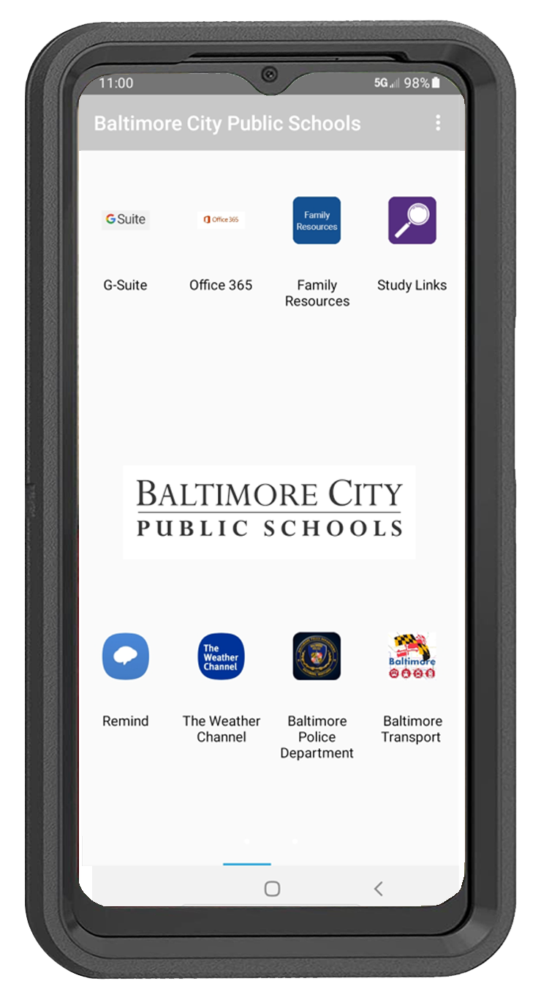 11:00 5G 98%
Baltimore City Public Schools
G Suite
Office 365
Family
Resources
G-Suite Office 365 Family Study Links
Resources
BALTIMORE CITY
PUBLIC SCHOOLS
The
Weather
Channel
Baltimore
Remind The Weather Baltimore Baltimore
Channel Police Transport
Department